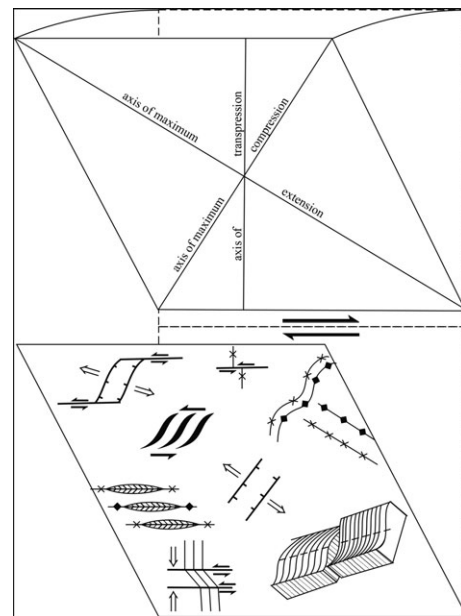 axis of maximum
transpression
compression
extension
axis of maximum
axis of